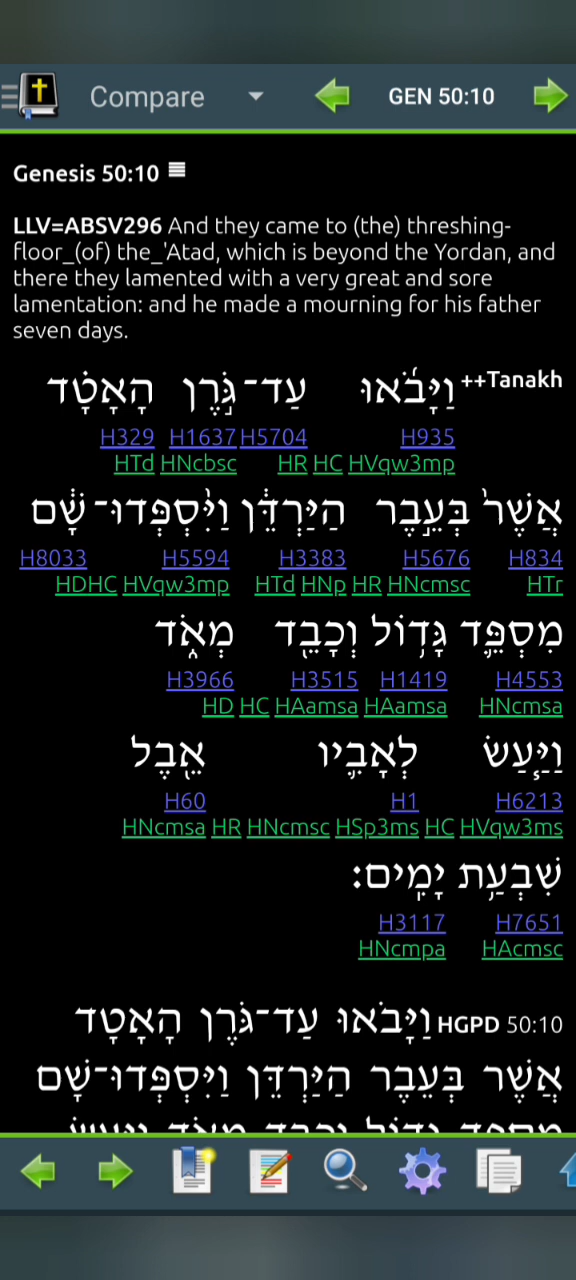 Compare
GEN 50:10
Genesis 50:10
LLV=ABSV296 And they came to (the) threshing-
floor_(of) the_'Atad, which is beyond the Yordan, and
there they lamented with a very great and sore
lamentation: and he made a mourning for his father
seven days.
++Tanakh וַיָּבֹ֜אוּ עַד־גֹּ֣רֶן הָאָטָ֗ד
H329 H1637 H5704 H935
HTd HNcbsc HR HC HVqw3mp
אֲשֶׁר֙ בְּעֵ֣בֶר הַיַּרְדֵּ֔ן וַיִּ֨סְפְּדוּ־שָׁ֔ם
H8033 H5594 H3383 H5676 H834
HDHC HVqw3mp HTd HNp HR HNcmsc HTr
מִסְפֵּ֛ד גָּד֥וֹל וְכָבֵ֖ד מְאֹ֑ד
H3966 H3515 H1419 H4553
HD HC HAamsa HAamsa HNcmsa
וַיַּ֧עַשׂ לְאָבִ֛יו אֵ֖בֶל
H60 H1 H6213
HNcmsa HR HNcmsc HSp3ms HC HVqw3ms
שִׁבְעַ֥ת יָמִֽים׃
H3117 H7651
HNcmpa HAcmsc
HGPD 50:10 וַיָּבֹאוּ עַד־גֹּרֶן הָאָטָד
אֲשֶׁר בְּעֵבֶר הַיַּרְדֵּן וַיִּסְפְּדוּ־שָׁם